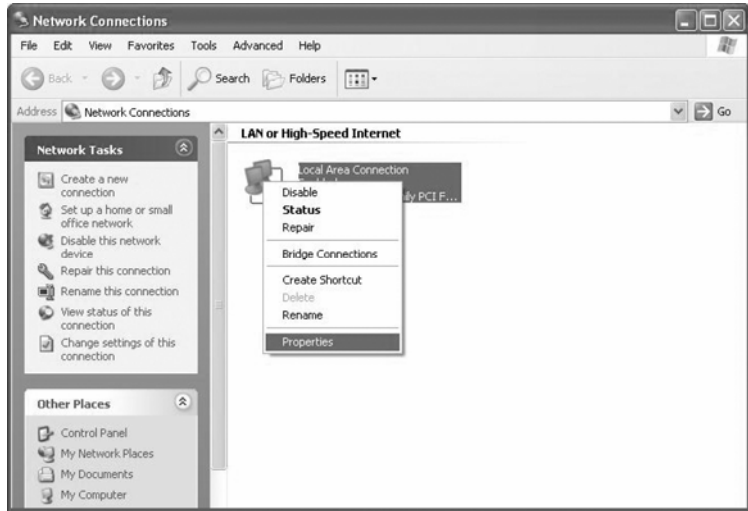 Network Connections
File Edit View Favorites Tools Advanced Help
Back Search Folders
Address Network Connections Go
Network Tasks
Create a new
connection
Set up a home or small
office network
Disable this network
device
Repair this connection
Rename this connection
View status of this
connection
Change settings of this
connection
Other Places
Control Panel
My Network Places
My Documents
My Computer
LAN or High-Speed Internet
Local Area Connection
PCI F...
Disable
Status
Repair
Bridge Connections
Create Shortcut
Delete
Rename
Properties